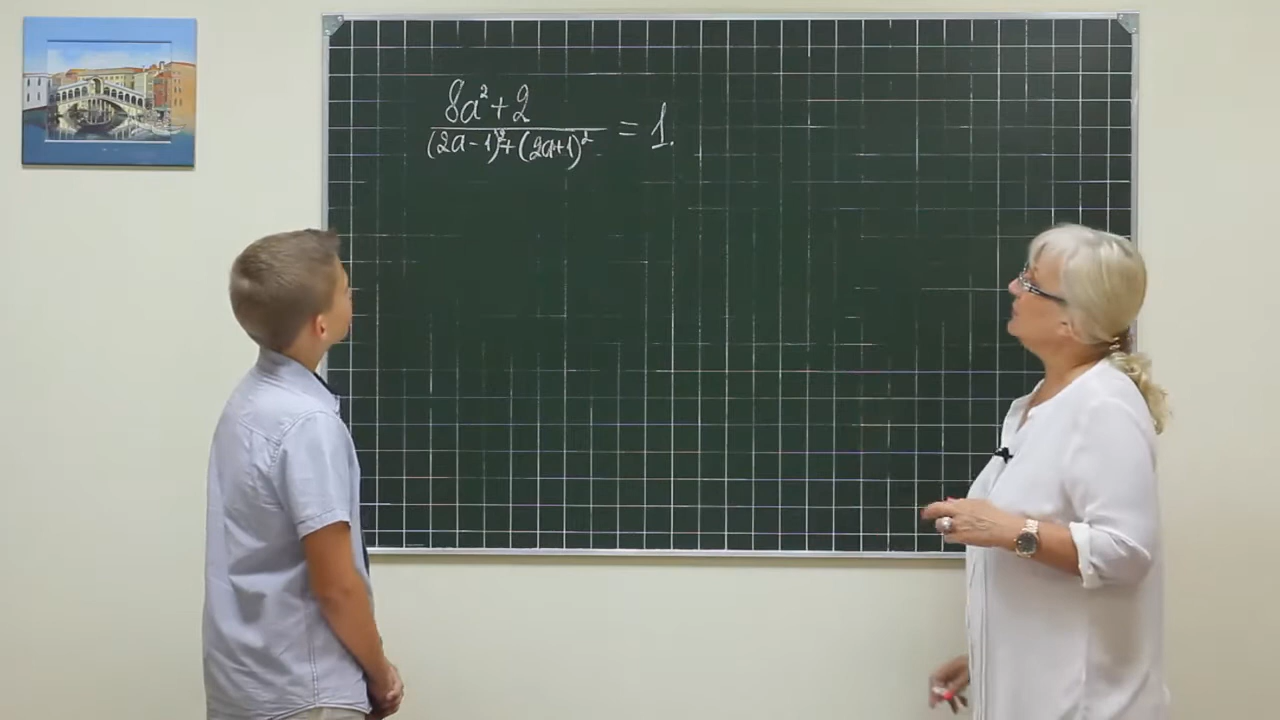 8a² + 2
(2a - 1)² + (2a+1)² = 1.